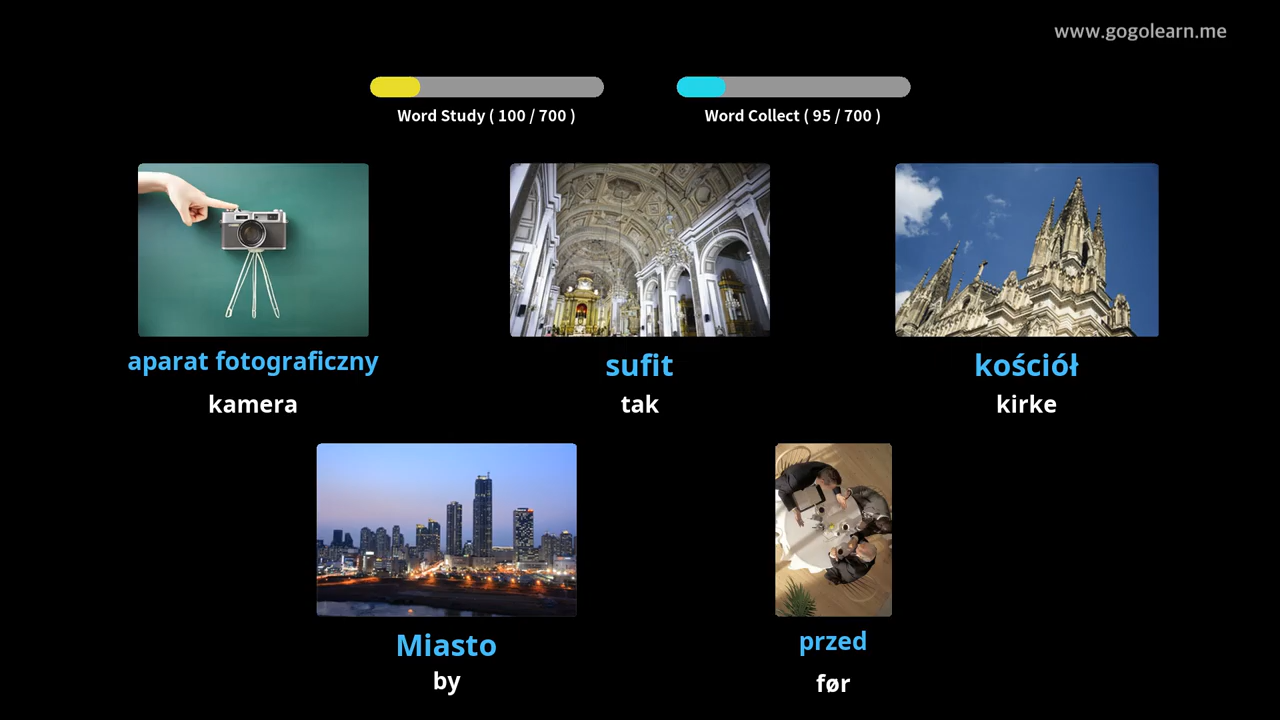 www.gogolearn.me
Word Study ( 100 / 700 )
Word Collect ( 95 / 700 )
aparat fotograficzny
kamera
sufit
tak
kościół
kirke
Miasto
by
przed
før